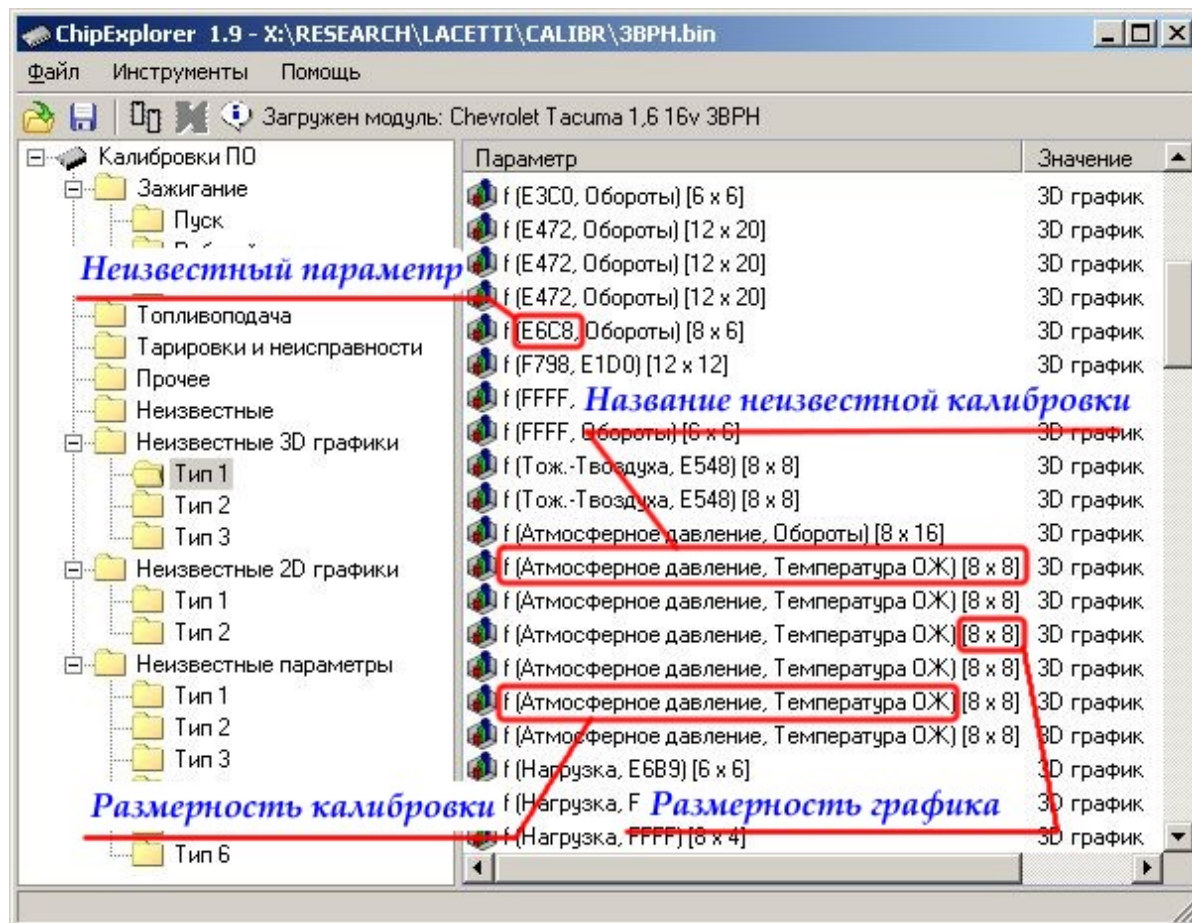 ChipExplorer 1.9 - X:\RESEARCH\LACETTI\CALIBR\3BPH.bin
Файл Инструменты Помощь
Загружен модуль: Chevrolet Tacuma 1,6 16v 3BPH
Калибровки ПО
Зажигание
Пуск
Неизвестный параметр
Топливоподача
Тарировки и неисправности
Прочее
Неизвестные
Неизвестные 3D графики
Тип 1
Тип 2
Тип 3
Неизвестные 2D графики
Тип 1
Тип 2
Неизвестные параметры
Тип 1
Тип 2
Тип 3
Размерность калибровки
Тип 6
Параметр Значение
f (E3C0, Обороты) [6 x 6] 3D график
f (E472, Обороты) [12 x 20] 3D график
f (E472, Обороты) [12 x 20] 3D график
f (E472, Обороты) [12 x 20] 3D график
f (E6C8, Обороты) [8 x 6] 3D график
f (F798, E1D0) [12 x 12] 3D график
f (FFFF,
Название неизвестной калибровки
f (FFFF, Обороты) [6 x 6] 3D график
f (Тож.-Твоздуха, E548) [8 x 8] 3D график
f (Тож.-Твоздуха, E548) [8 x 8] 3D график
f (Атмосферное давление, Обороты) [8 x 16] 3D график
f (Атмосферное давление, Температура ОЖ) [8 x 8] 3D график
f (Атмосферное давление, Температура ОЖ) [8 x 8] 3D график
f (Атмосферное давление, Температура ОЖ) [8 x 8] 3D график
f (Атмосферное давление, Температура ОЖ) [8 x 8] 3D график
f (Атмосферное давление, Температура ОЖ) [8 x 8] 3D график
f (Атмосферное давление, Температура ОЖ) [8 x 8] 3D график
f (Нагрузка, E6B9) [6 x 6] 3D график
f (Нагрузка, F 3D график
Размерность графика
f (Нагрузка, FFFF) [8 x 4] 3D график